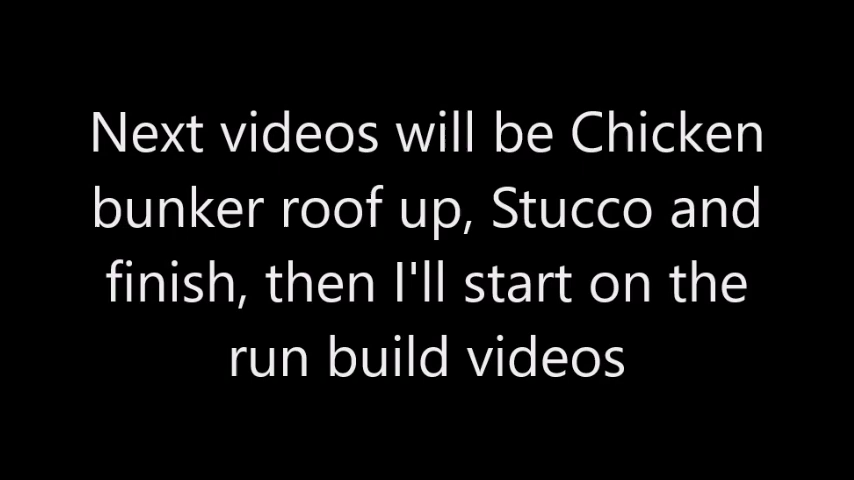 Next videos will be Chicken
bunker roof up, Stucco and
finish, then I'll start on the
run build videos